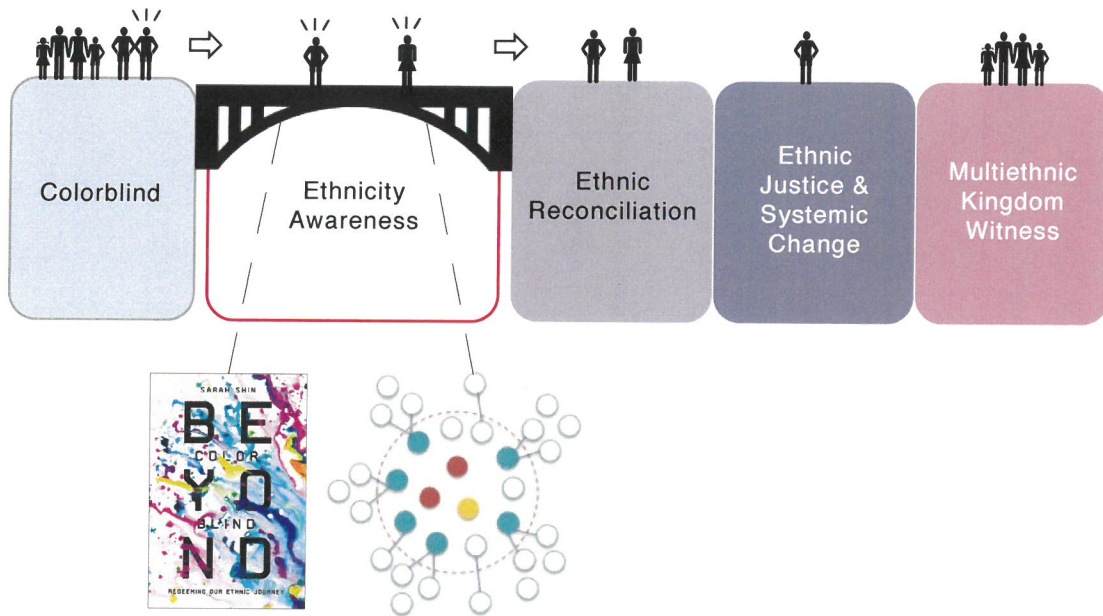 Colorblind
Ethnicity
Awareness
Ethnic
Reconciliation
Ethnic
Justice &
Systemic
Change
Multiethnic
Kingdom
Witness
SARAH SHIN
BE
COLOR
YO
BLIND
ND
REDEEMING OUR ETHNIC JOURNEY